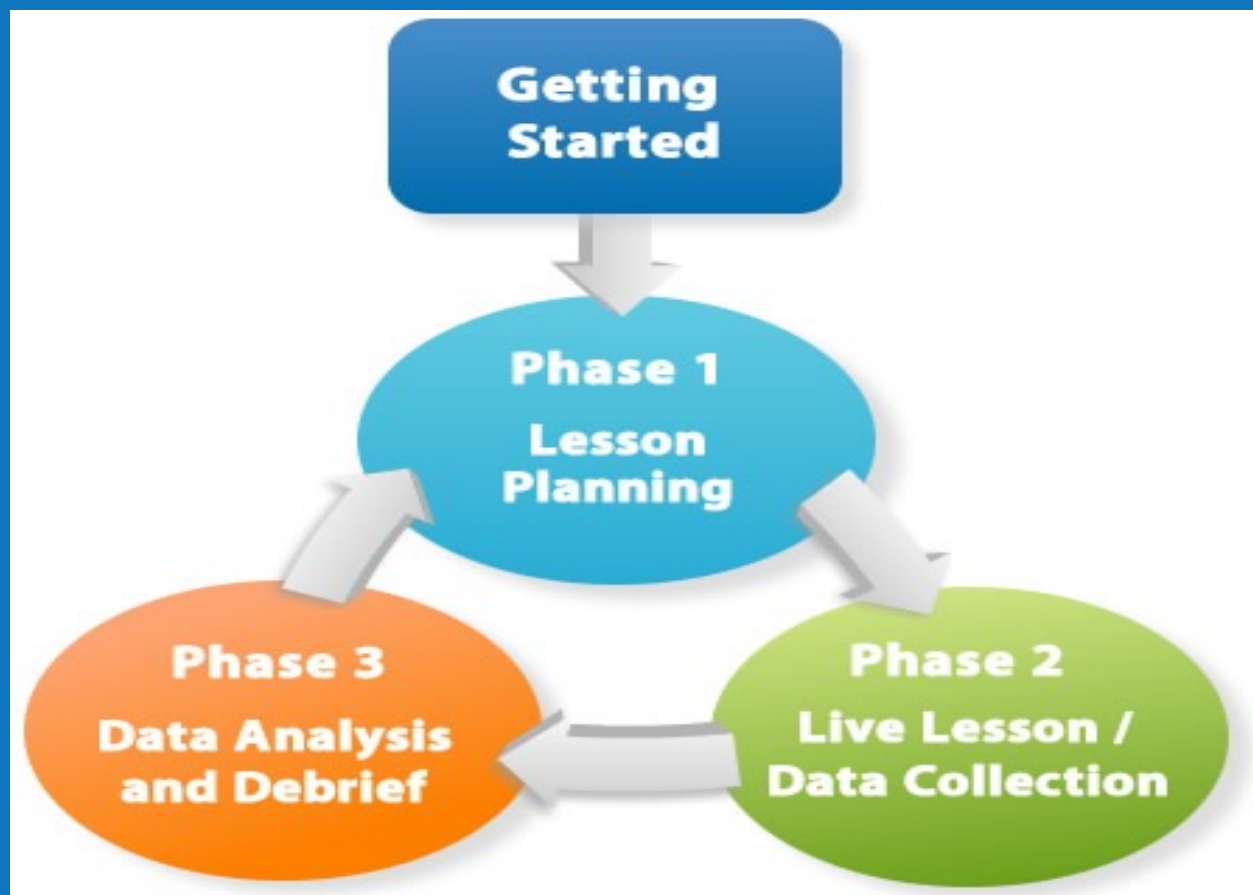 Getting
Started
Phase 1
Lesson
Planning
Phase 2
Live Lesson /
Data Collection
Phase 3
Data Analysis
and Debrief